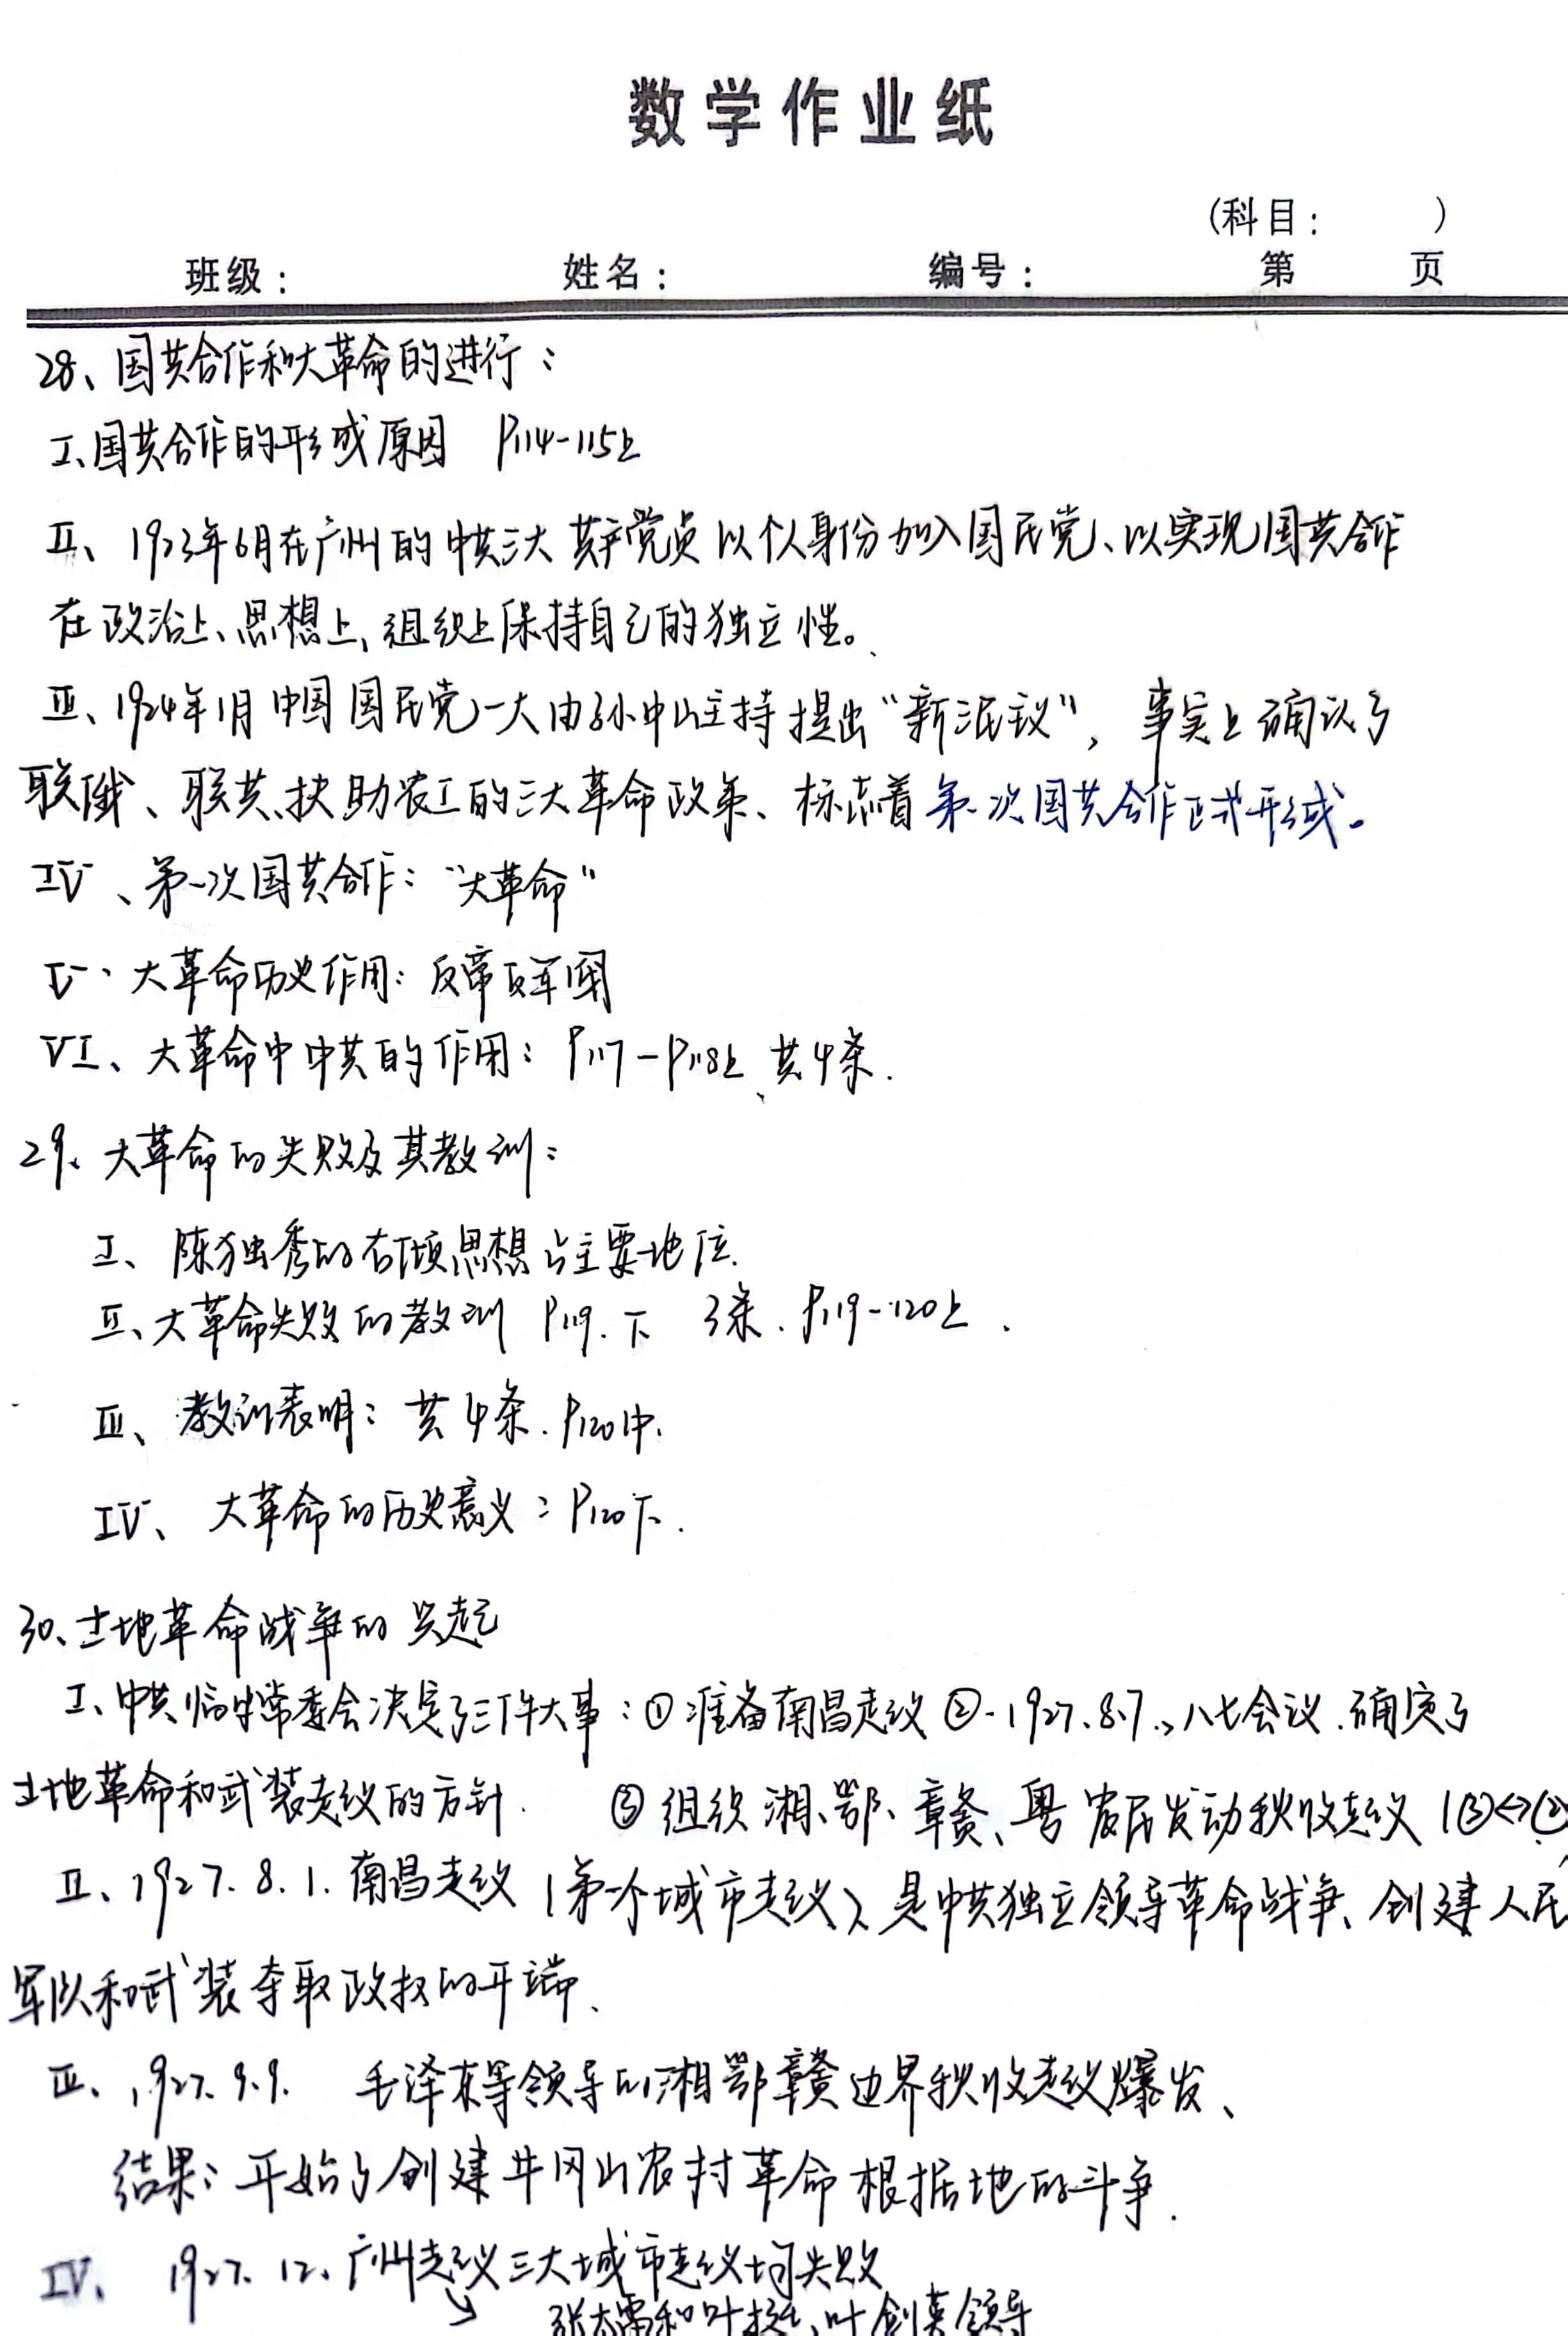 数学作业纸
(科目: )
班级: 姓名: 编号: 第 页
28、国共合作和大革命的进行:
I、国共合作的形成原因 P114-115上
II、1923年6月在广州的中共三大 共产党员以个人身份加入国民党、以实现国共合作
在政治上、思想上、组织上保持自己的独立性。
III、1924年1月 中国国民党一大由孙中山主持提出“新三民主义”, 事实上确认了
联俄、联共、扶助农工的三大革命政策、标志着第一次国共合作正式形成。
IV、第一次国共合作: “大革命”
V、大革命历史作用: 反帝反军阀
VI、大革命中中共的作用: P117-P118上、共4条.
29、大革命的失败及其教训:
I、陈独秀的右倾思想占主要地位.
II、大革命失败的教训 P119.下 3条. P119-120上.
III、教训表明: 共4条. P120中.
IV、大革命的历史意义: P120下.
30、土地革命战争的兴起
I、中共临中常委会决定了三件大事: ①准备南昌起义 ②.1927.8.7., 八七会议.确定了
土地革命和武装起义的方针. ③组织湘、鄂、赣、粤农民发动秋收起义 (③<->②
II、1927.8.1.南昌起义(第一个城市起义)是中共独立领导革命战争、创建人民
军队和武装夺取政权的开端、
III、1927.9.9. 毛泽东等领导的湘鄂赣边界秋收起义爆发、
结果: 开始了创建井冈山农村革命根据地的斗争.
IV、1927.12、广州起义 三大城市起义均失败
张太雷和叶挺、叶剑英领导